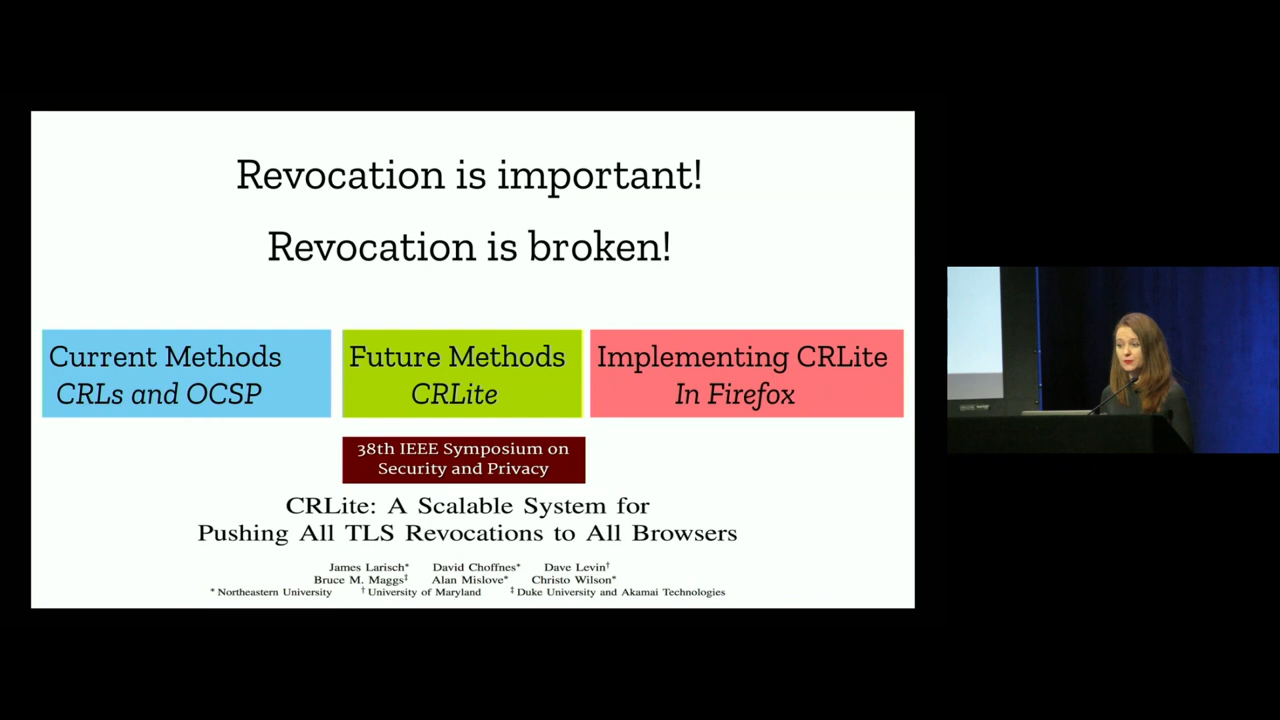 Revocation is important!
Revocation is broken!
Current Methods
CRLs and OCSP
Future Methods
CRLite
Implementing CRLite
In Firefox
38th IEEE Symposium on
Security and Privacy
CRLite: A Scalable System for
Pushing All TLS Revocations to All Browsers
James Larisch* David Choffnes* Dave Levin†
Bruce M. Maggs‡ Alan Mislove* Christo Wilson*
* Northeastern University † University of Maryland ‡ Duke University and Akamai Technologies